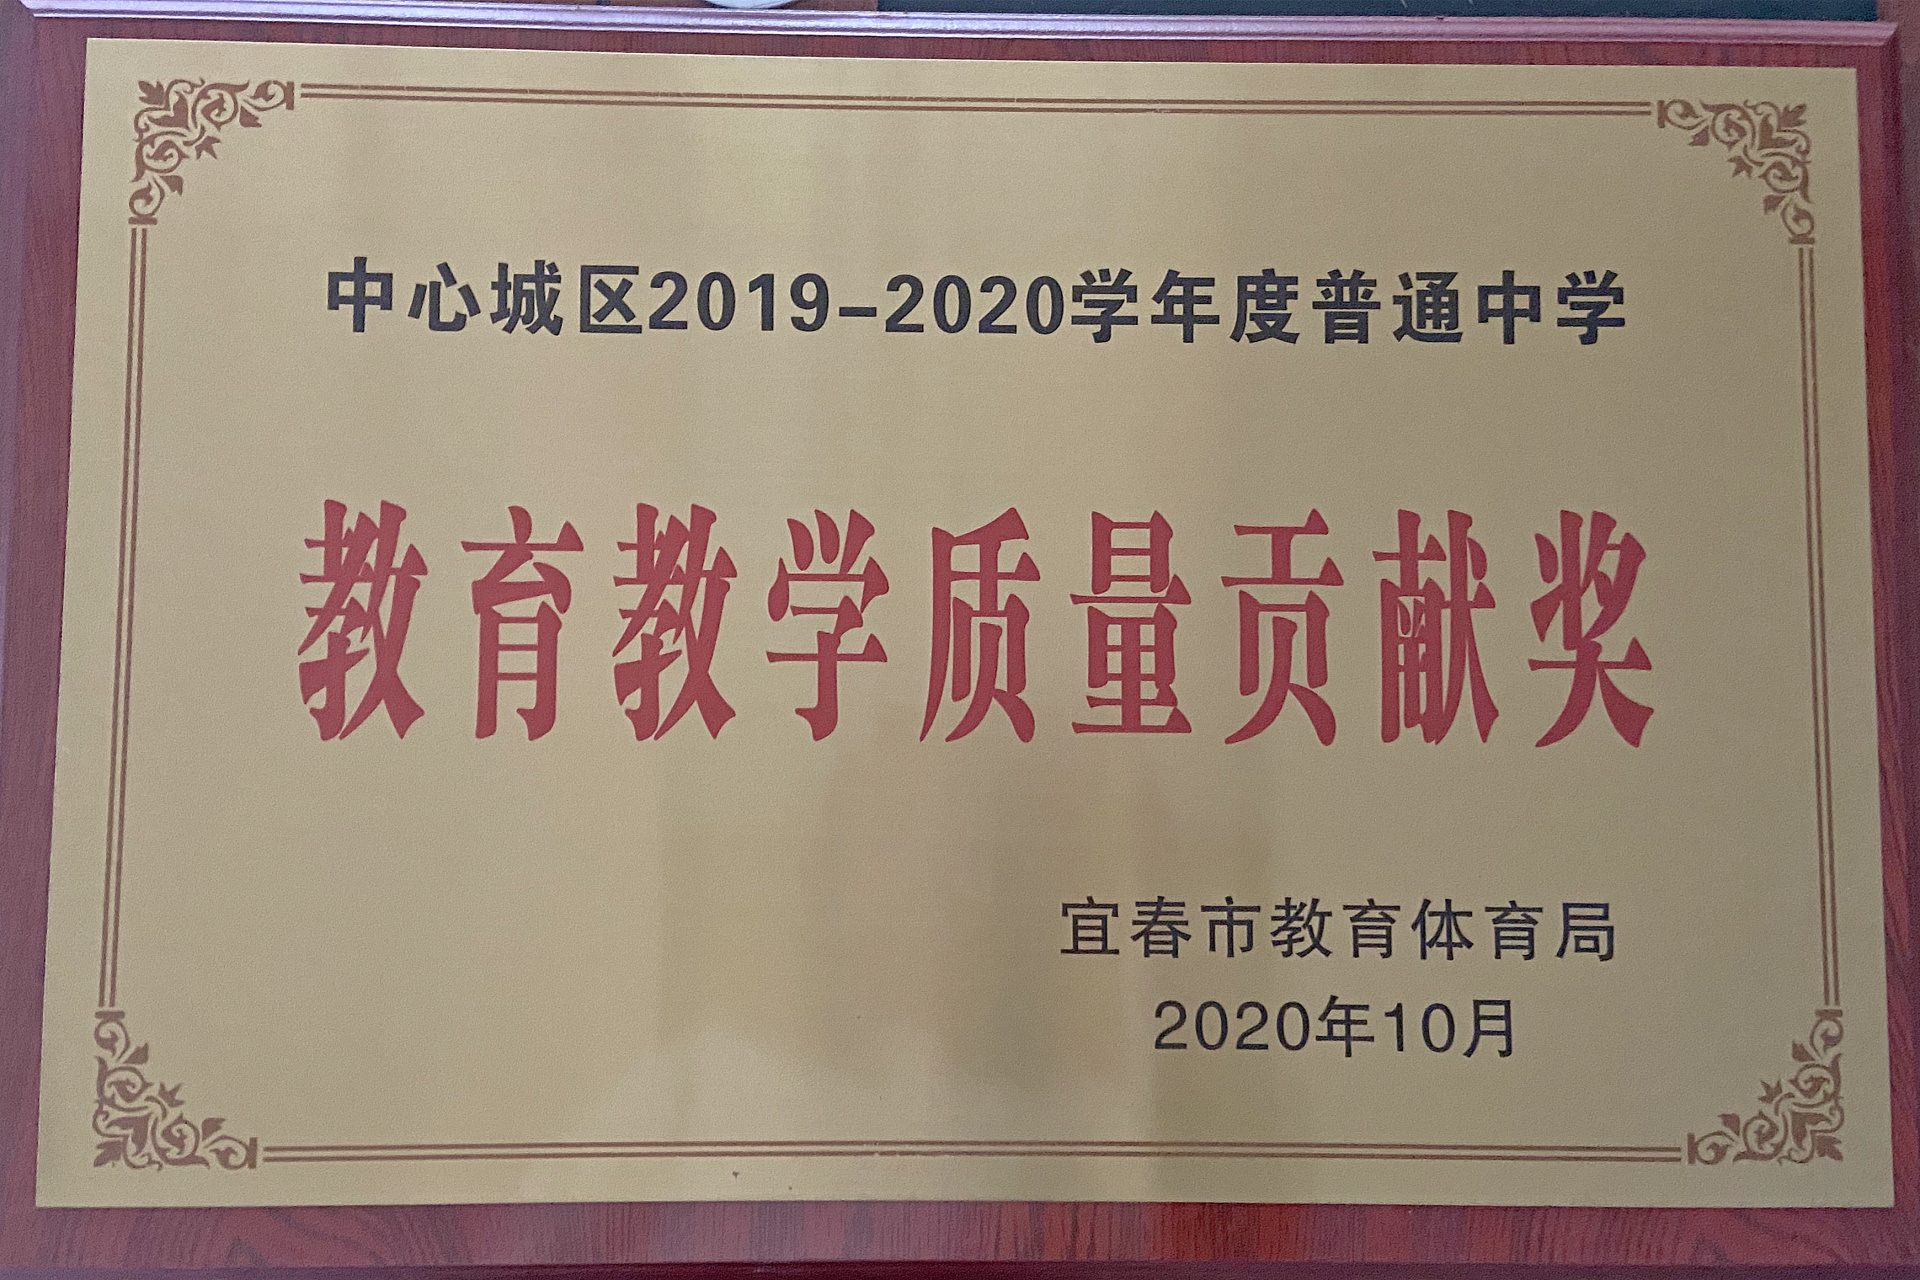 中心城区2019-2020学年度普通中学
教育教学质量贡献奖
宜春市教育体育局
2020年10月